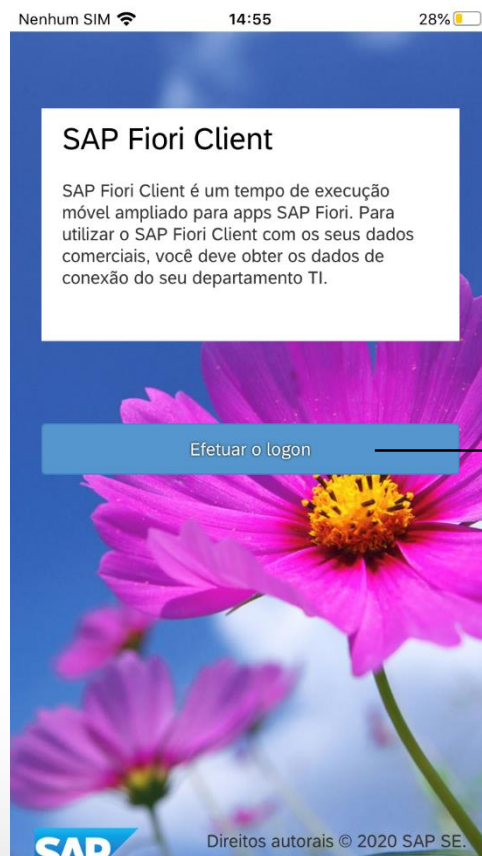 Nenhum SIM 14:55 28%
SAP Fiori Client
SAP Fiori Client é um tempo de execução
móvel ampliado para apps SAP Fiori. Para
utilizar o SAP Fiori Client com os seus dados
comerciais, você deve obter os dados de
conexão do seu departamento TI.
Efetuar o logon
SAP
Direitos autorais © 2020 SAP SE.